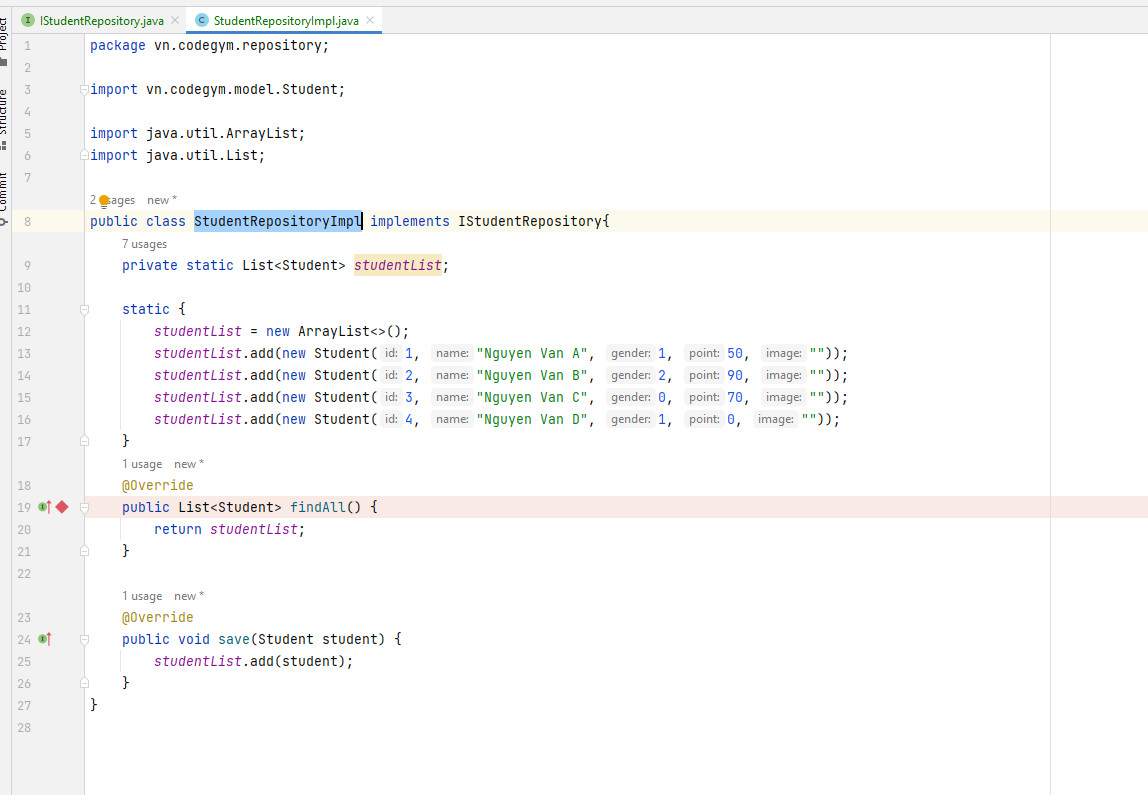 IStudentRepository.java
StudentRepositoryImpl.java
Project
Structure
Commit
1 package vn.codegym.repository;
2
3 import vn.codegym.model.Student;
4
5 import java.util.ArrayList;
6 import java.util.List;
7
2 usages new *
8 public class StudentRepositoryImpl implements IStudentRepository{
7 usages
9 private static List<Student> studentList;
10
11 static {
12 studentList = new ArrayList<>();
13 studentList.add(new Student( id: 1, name: "Nguyen Van A", gender: 1, point: 50, image: ""));
14 studentList.add(new Student( id: 2, name: "Nguyen Van B", gender: 2, point: 90, image: ""));
15 studentList.add(new Student( id: 3, name: "Nguyen Van C", gender: 0, point: 70, image: ""));
16 studentList.add(new Student( id: 4, name: "Nguyen Van D", gender: 1, point: 0, image: ""));
17 }
1 usage new *
18 @Override
19 public List<Student> findAll() {
20 return studentList;
21 }
22
1 usage new *
23 @Override
24 public void save(Student student) {
25 studentList.add(student);
26 }
27 }
28